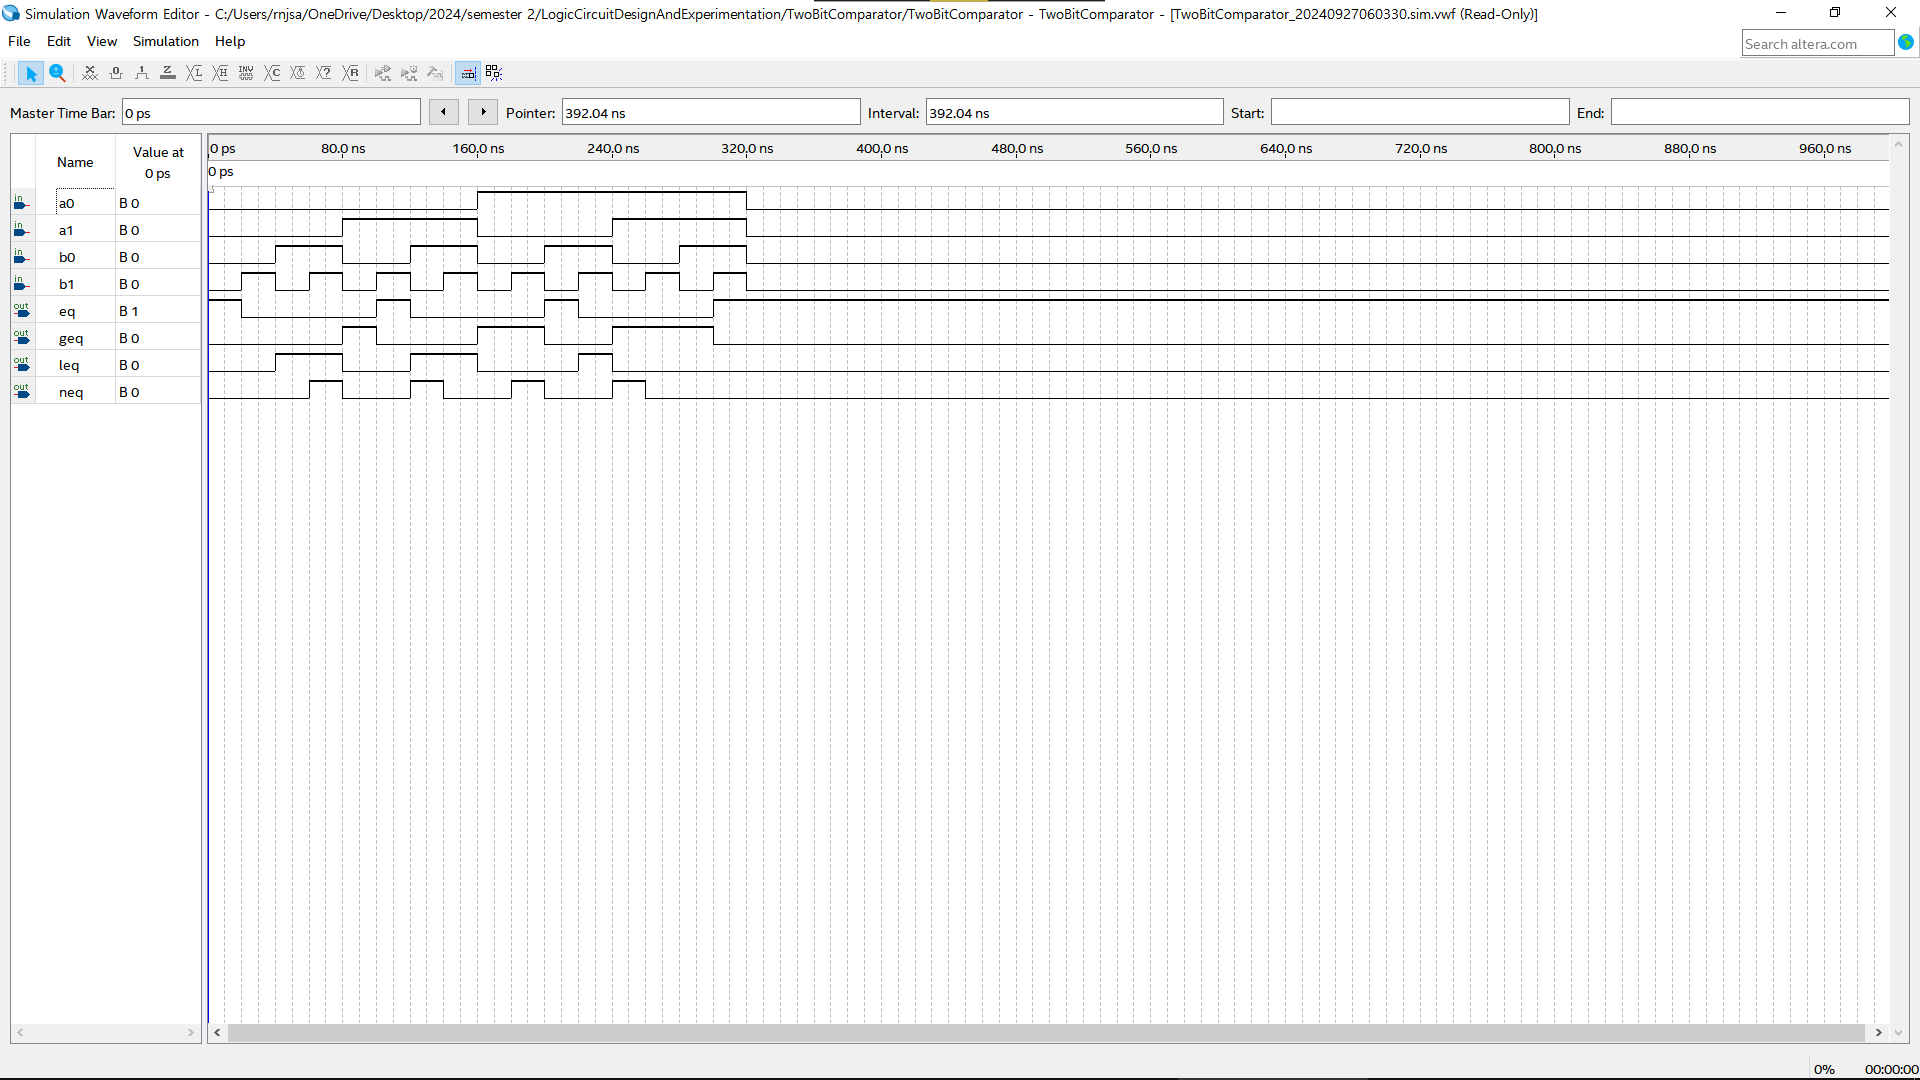 Simulation Waveform Editor - C:/Users/rnjsa/OneDrive/Desktop/2024/semester 2/LogicCircuitDesignAndExperimentation/TwoBitComparator/TwoBitComparator - TwoBitComparator - [TwoBitComparator_20240927060330.sim.vwf (Read-Only)]
File Edit View Simulation Help
Search altera.com
Master Time Bar: 0 ps Pointer: 392.04 ns Interval: 392.04 ns Start: End:
Name Value at 0 ps
0 ps 80.0 ns 160.0 ns 240.0 ns 320.0 ns 400.0 ns 480.0 ns 560.0 ns 640.0 ns 720.0 ns 800.0 ns 880.0 ns 960.0 ns
0 ps
in a0 B 0
in a1 B 0
in b0 B 0
in b1 B 0
out eq B 1
out geq B 0
out leq B 0
out neq B 0
0% 00:00:00